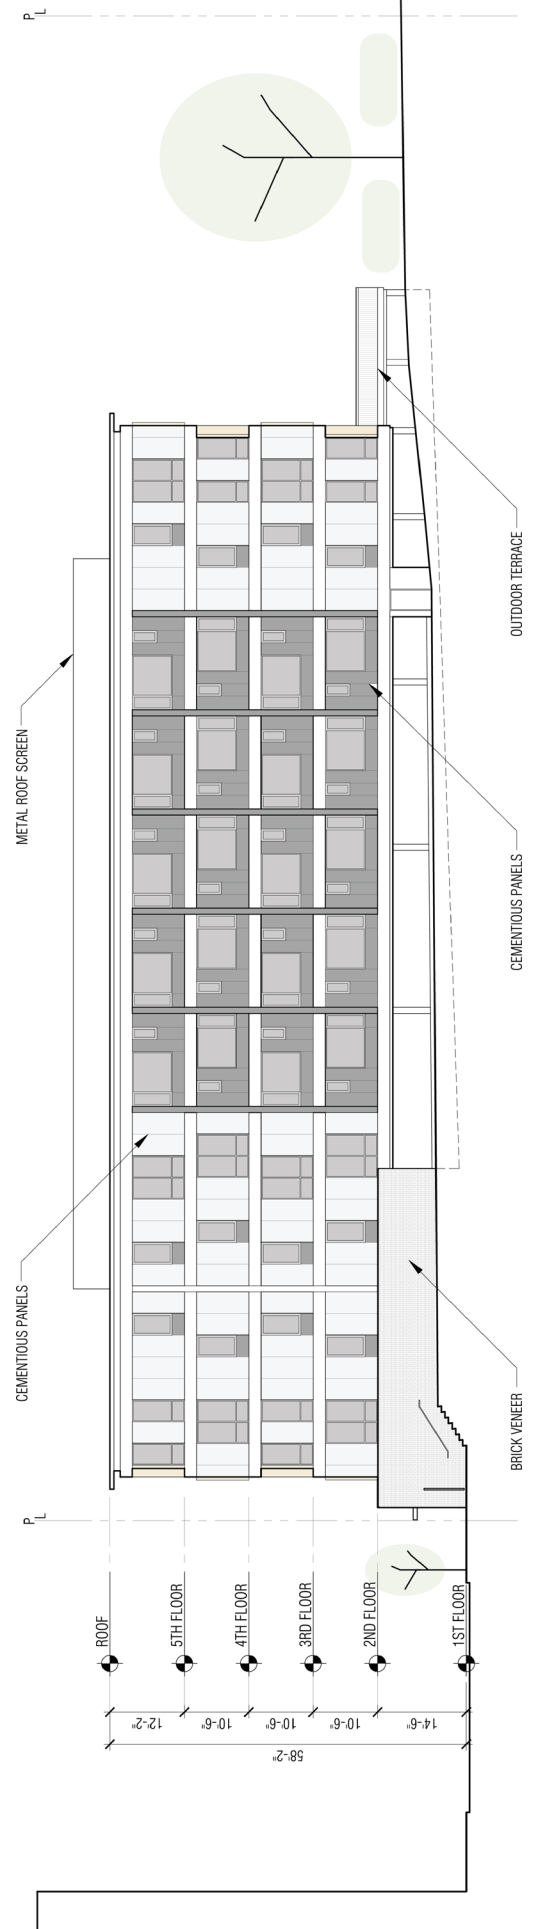 PL
METAL ROOF SCREEN
OUTDOOR TERRACE
CEMENTIOUS PANELS
CEMENTIOUS PANELS
BRICK VENEER
PL
ROOF
5TH FLOOR
4TH FLOOR
3RD FLOOR
2ND FLOOR
1ST FLOOR
12'-2"
10'-6"
10'-6"
10'-6"
14'-6"
58'-2"